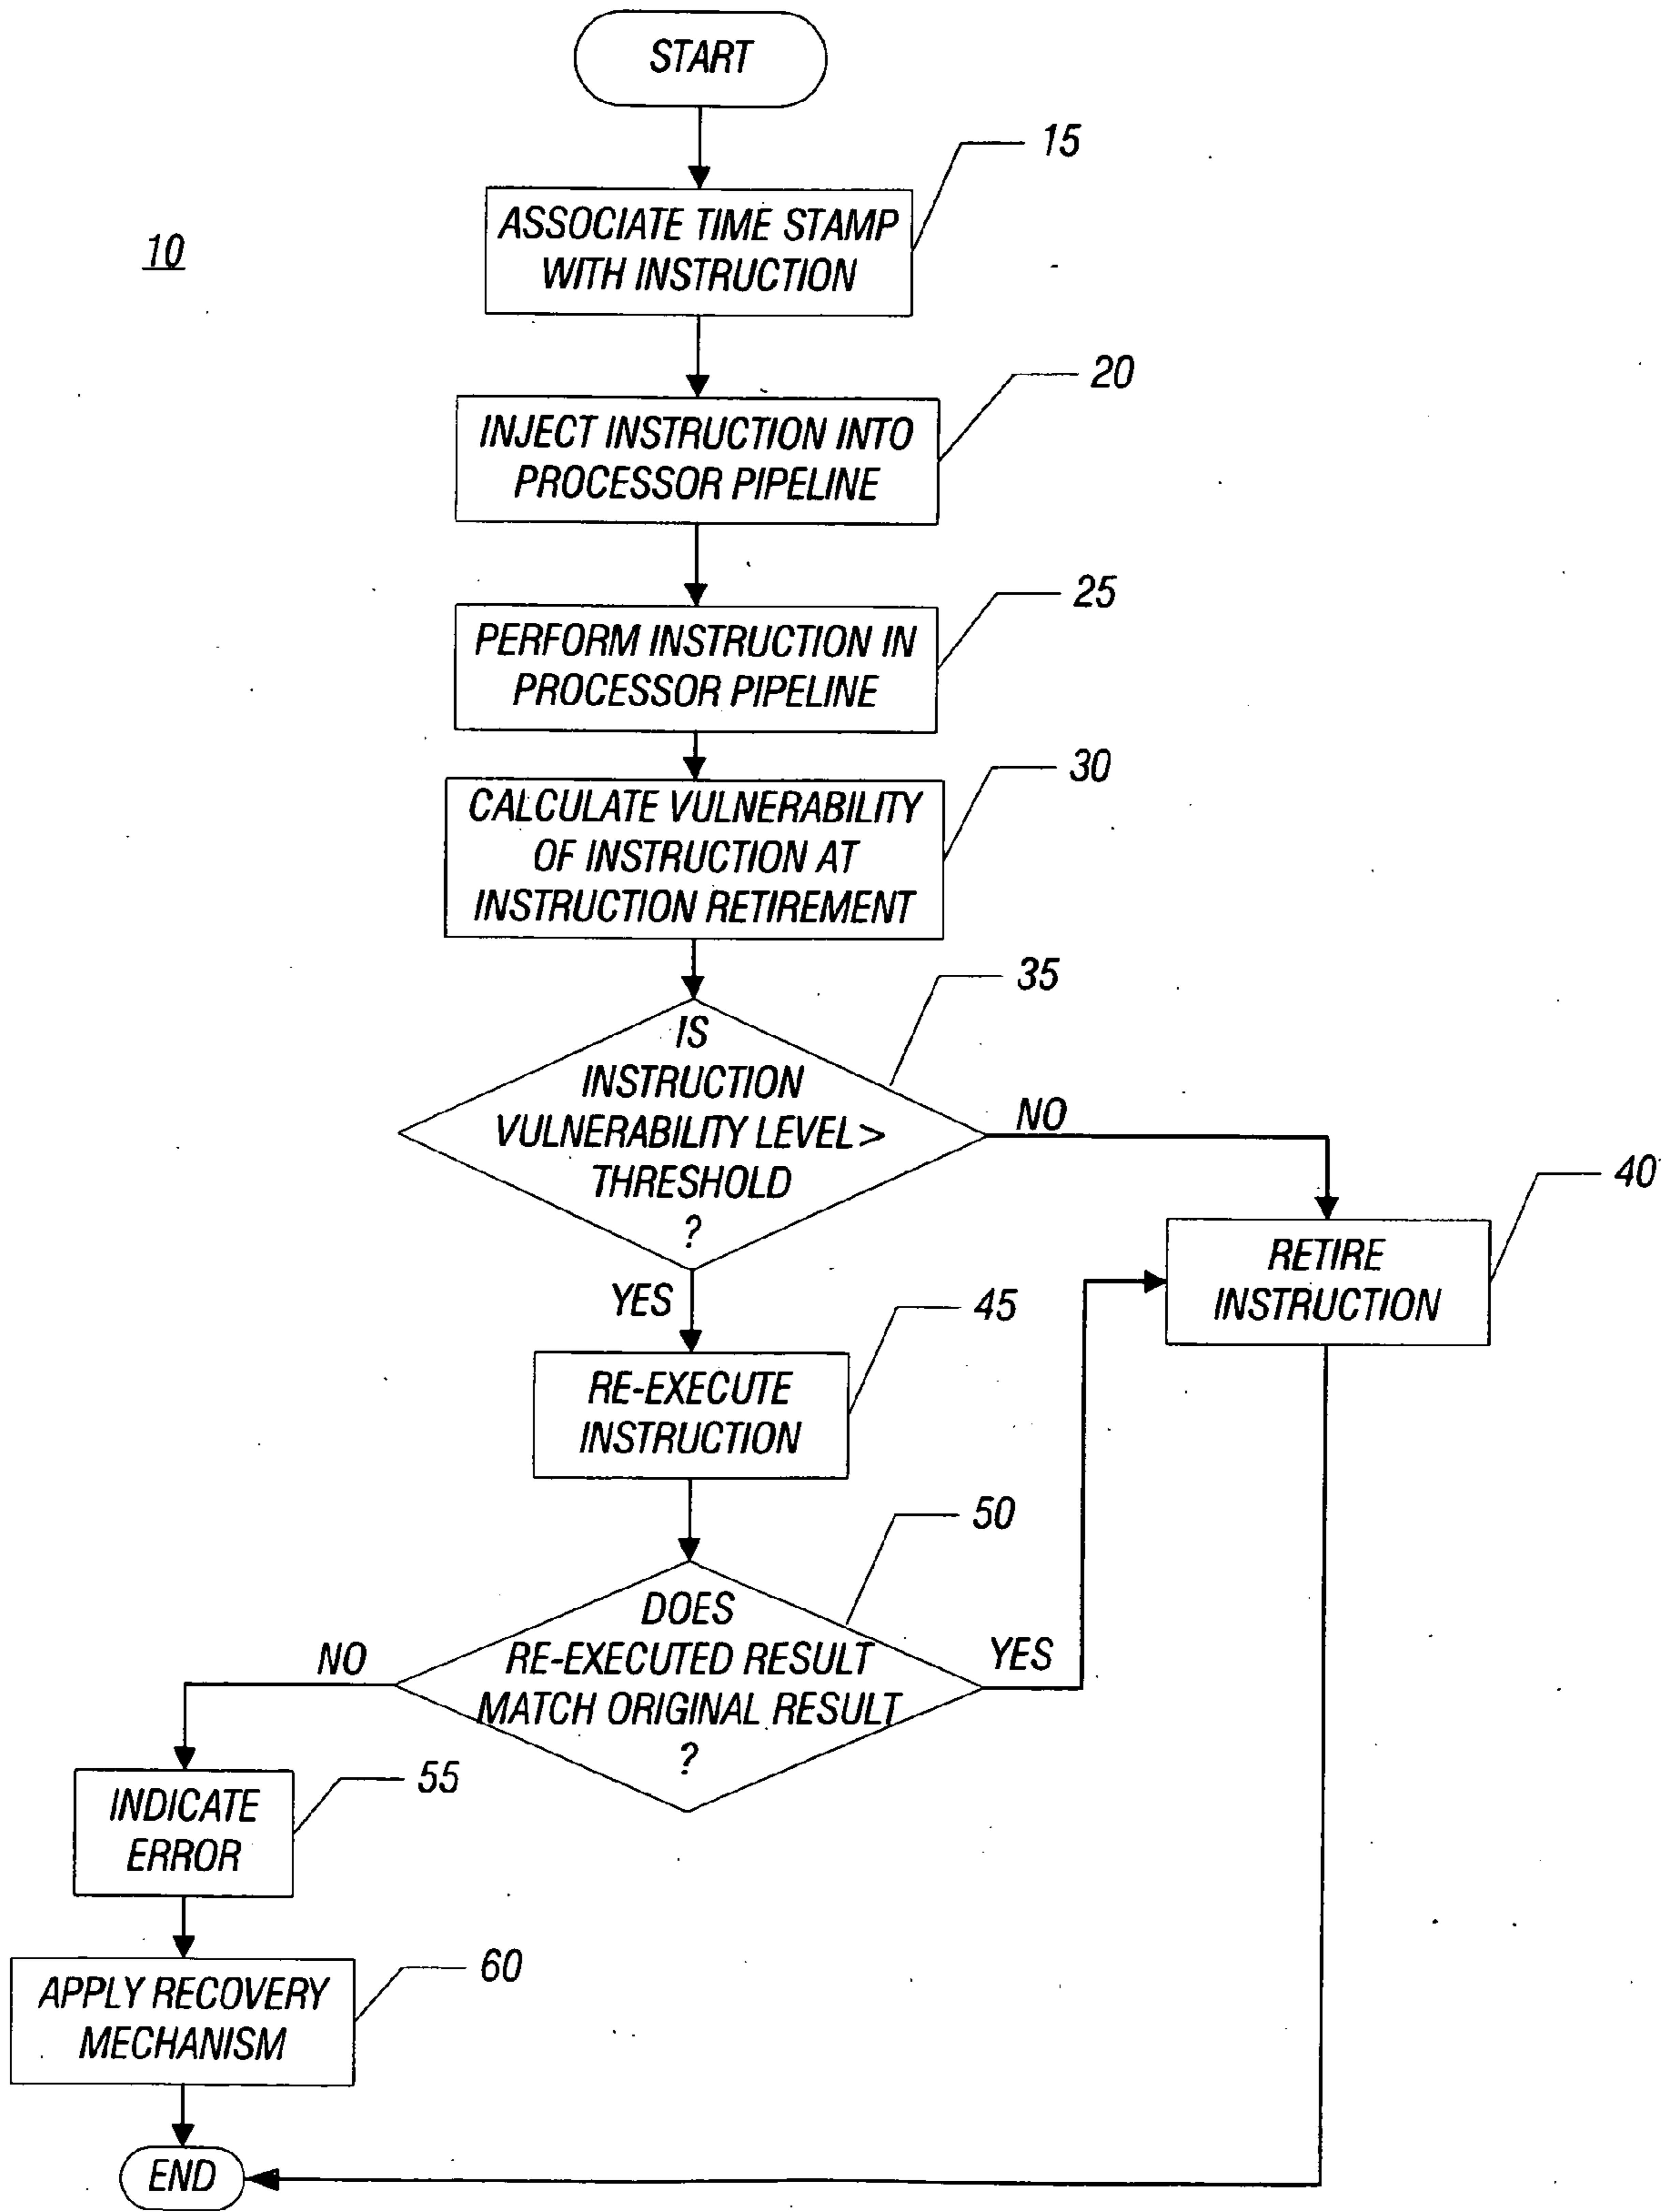 START
15
ASSOCIATE TIME STAMP
WITH INSTRUCTION
10
20
INJECT INSTRUCTION INTO
PROCESSOR PIPELINE
25
PERFORM INSTRUCTION IN
PROCESSOR PIPELINE
30
CALCULATE VULNERABILITY
OF INSTRUCTION AT
INSTRUCTION RETIREMENT
35
IS
INSTRUCTION
VULNERABILITY LEVEL >
THRESHOLD
?
NO
40
RETIRE
INSTRUCTION
YES
45
RE-EXECUTE
INSTRUCTION
50
DOES
RE-EXECUTED RESULT
MATCH ORIGINAL RESULT
?
YES
NO
55
INDICATE
ERROR
60
APPLY RECOVERY
MECHANISM
END